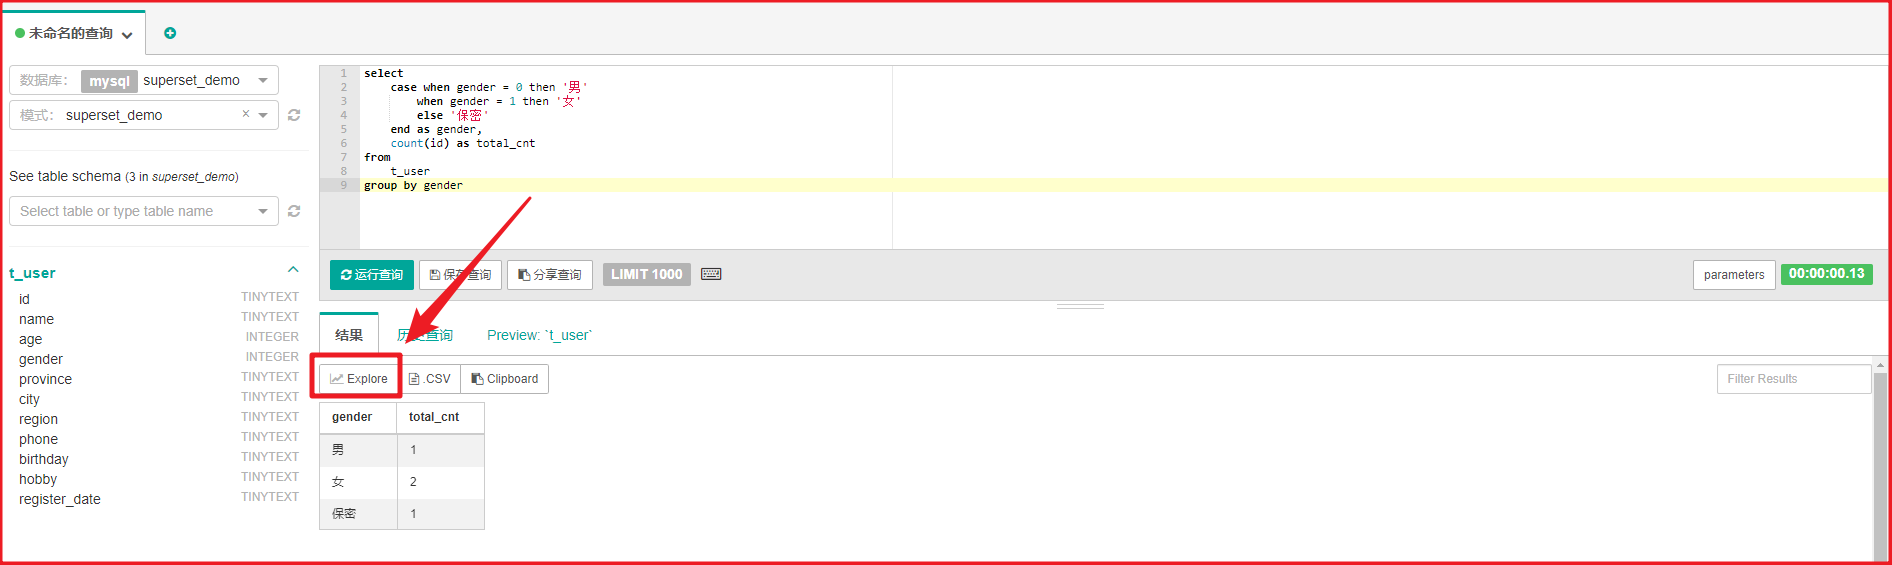 未命名的查询
数据库: mysql superset_demo
模式: superset_demo ×
See table schema (3 in superset_demo)
Select table or type table name
t_user
id TINYTEXT
name TINYTEXT
age INTEGER
gender INTEGER
province TINYTEXT
city TINYTEXT
region TINYTEXT
phone TINYTEXT
birthday TINYTEXT
hobby TINYTEXT
register_date TINYTEXT
1 select
2 case when gender = 0 then '男'
3 when gender = 1 then '女'
4 else '保密'
5 end as gender,
6 count(id) as total_cnt
7 from
8 t_user
9 group by gender
运行查询 保存查询 分享查询 LIMIT 1000 parameters 00:00:00.13
结果 历史查询 Preview: `t_user`
Explore .CSV Clipboard Filter Results
gender total_cnt
男 1
女 2
保密 1